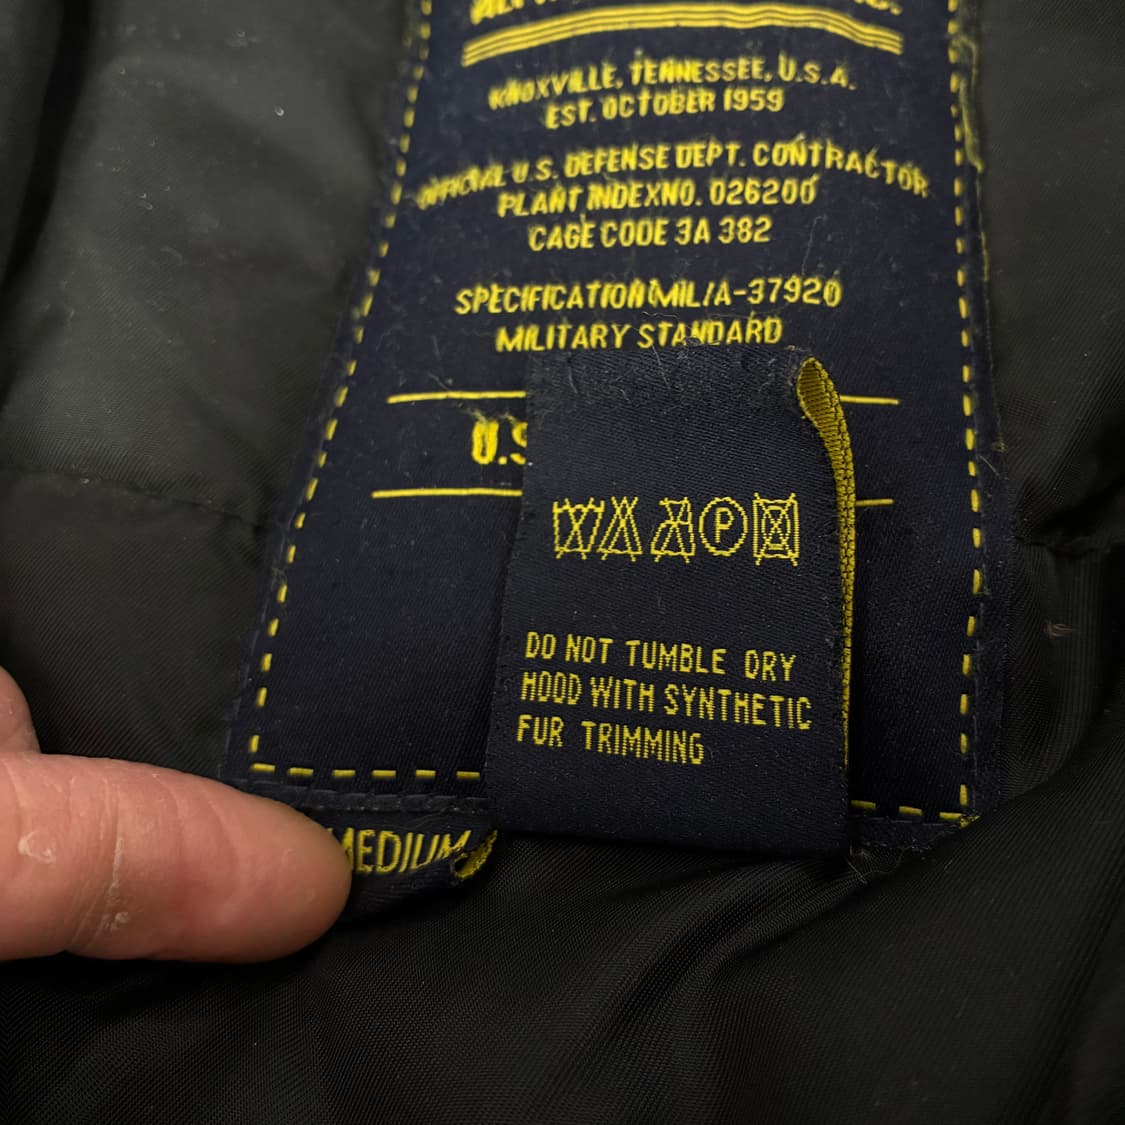 KNOXVILLE, TENNESSEE, U.S.A.
EST. OCTOBER 1959
OFFICIAL U.S. DEFENSE DEPT. CONTRACTOR
PLANT INDEXNO. 026200
CAGE CODE 3A 382
SPECIFICATION MIL/A-37920
MILITARY STANDARD
U.S
P
DO NOT TUMBLE DRY
HOOD WITH SYNTHETIC
FUR TRIMMING
MEDIUM